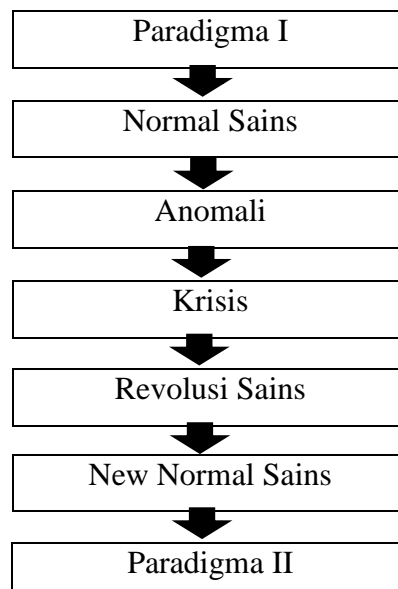 Paradigma I
Normal Sains
Anomali
Krisis
Revolusi Sains
New Normal Sains
Paradigma II